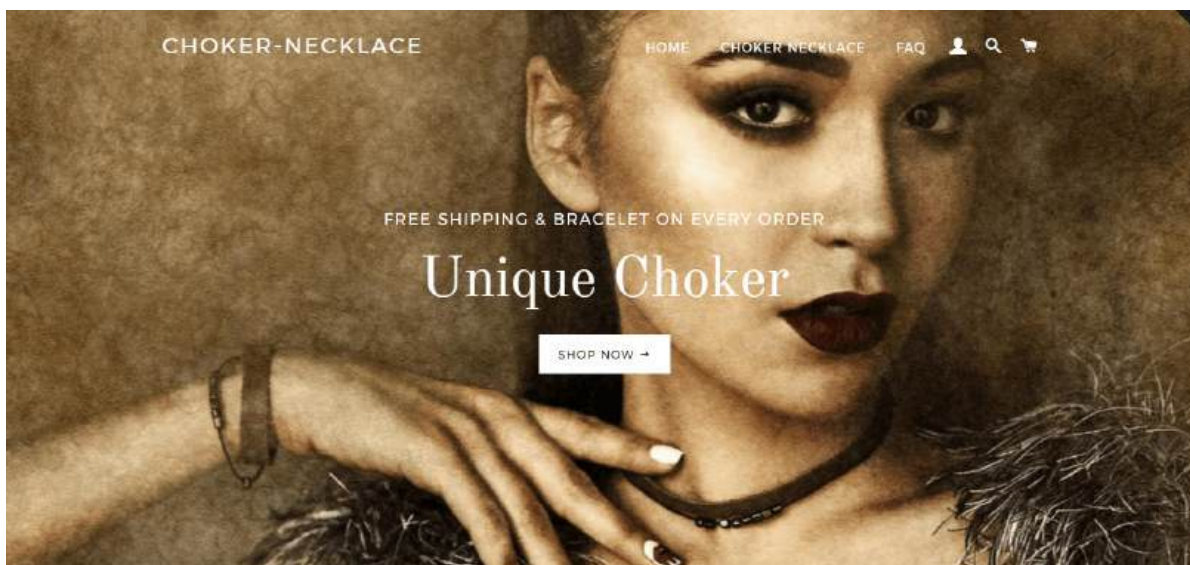 CHOKER-NECKLACE
HOME CHOKER NECKLACE FAQ
FREE SHIPPING & BRACELET ON EVERY ORDER
Unique Choker
SHOP NOW →